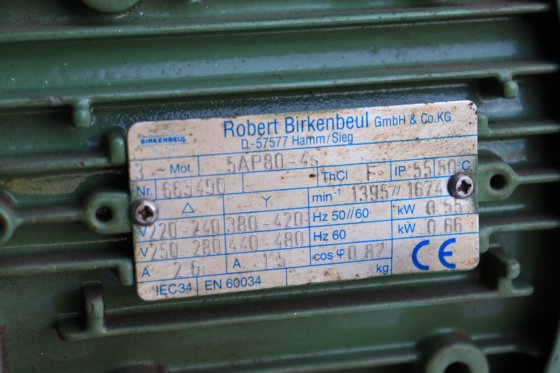 BIRKENBEUL Robert Birkenbeul GmbH & Co.KG
D-57577 Hamm/Sieg
3 ~ Mot. 5AP80-4s ThCl F IP 55 50°C
Nr. 665490 min⁻¹ 1395// 1674
△ Y Hz 50//60 kW 0.55
V 220-240 380-420 Hz 60 kW 0.66
V 250-280 440-480 cos φ 0.82
A 2.6 A 1.5 kg CE
IEC34 EN 60034